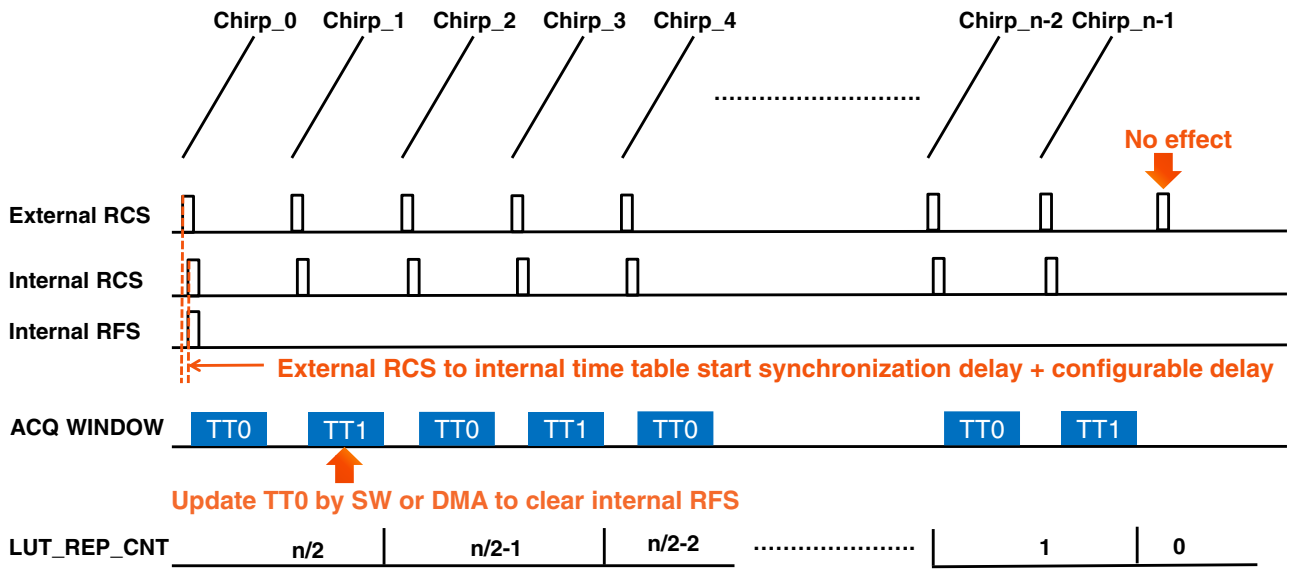 Chirp_0 Chirp_1 Chirp_2 Chirp_3 Chirp_4 Chirp_n-2 Chirp_n-1
No effect
External RCS
Internal RCS
Internal RFS
External RCS to internal time table start synchronization delay + configurable delay
ACQ WINDOW TT0 TT1 TT0 TT1 TT0 TT0 TT1
Update TT0 by SW or DMA to clear internal RFS
LUT_REP_CNT n/2 n/2-1 n/2-2 1 0